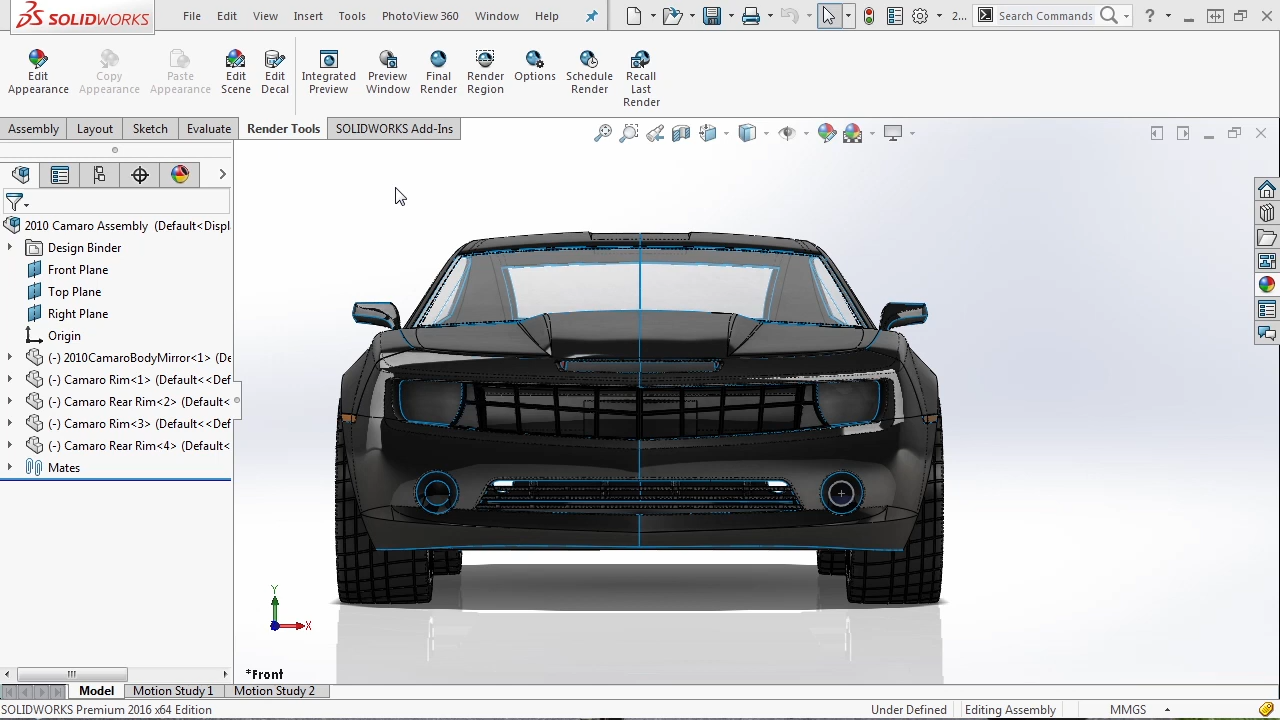 SOLIDWORKS File Edit View Insert Tools PhotoView 360 Window Help 2... Search Commands ?
Edit Appearance
Copy Appearance
Paste Appearance
Edit Scene
Edit Decal
Integrated Preview
Preview Window
Final Render
Render Region
Options
Schedule Render
Recall Last Render
Assembly Layout Sketch Evaluate Render Tools SOLIDWORKS Add-Ins
2010 Camaro Assembly (Default<Displ
Design Binder
Front Plane
Top Plane
Right Plane
Origin
(-) 2010CamaroBodyMirror<1> (De
(-) Camaro Rim<1> (Default<<Def
(-) Camaro Rear Rim<2> (Default<
(-) Camaro Rim<3> (Default<<Def
(-) Camaro Rear Rim<4> (Default<
Mates
Y
X
*Front
Model Motion Study 1 Motion Study 2
SOLIDWORKS Premium 2016 x64 Edition Under Defined Editing Assembly MMGS